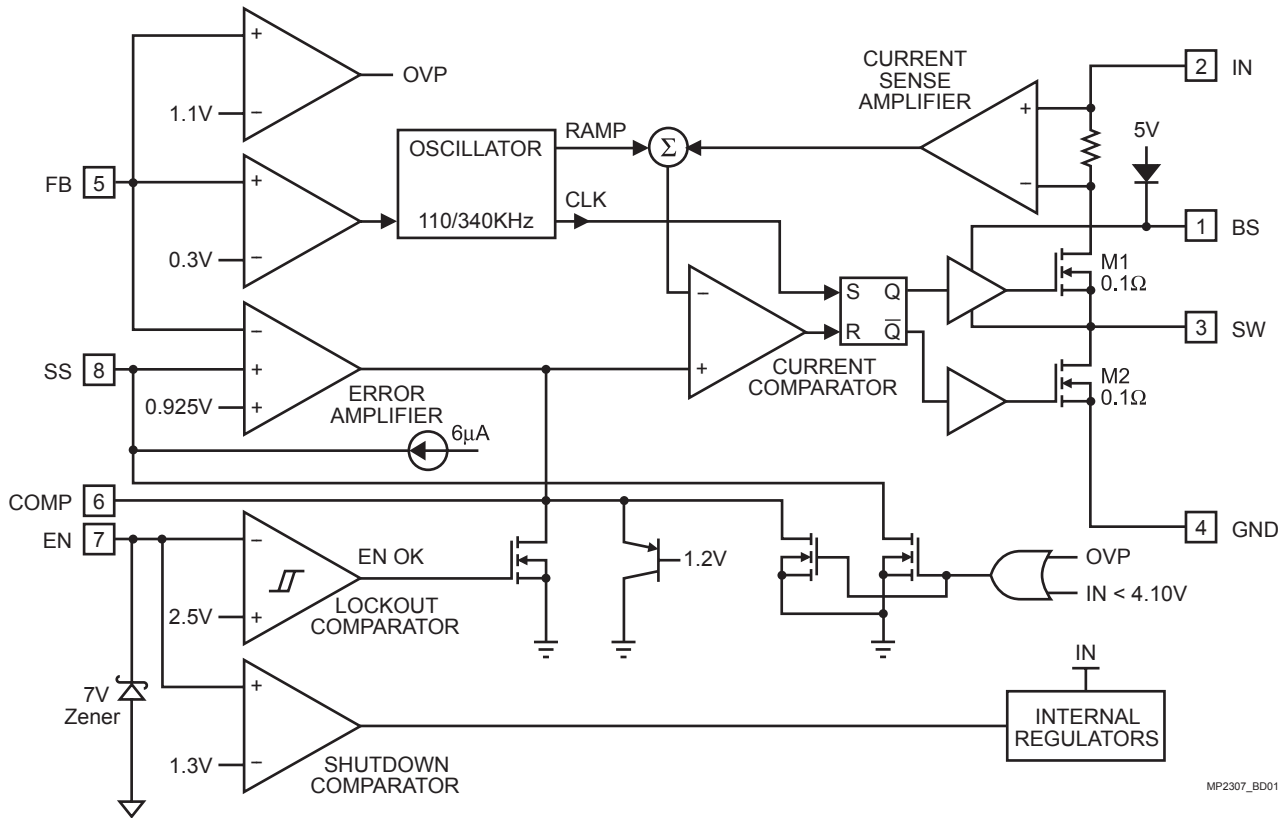 +
OVP
1.1V
−
CURRENT
SENSE
AMPLIFIER
+
−
2 IN
5V
OSCILLATOR
110/340KHz
RAMP
Σ
CLK
FB 5
+
0.3V
−
1 BS
M1
0.1Ω
S Q
R Q̅
−
+
CURRENT
COMPARATOR
3 SW
SS 8
−
+
0.925V
+
ERROR
AMPLIFIER
M2
0.1Ω
6µA
COMP 6
EN 7
−
EN OK
2.5V
+
LOCKOUT
COMPARATOR
1.2V
4 GND
OVP
IN < 4.10V
7V
Zener
+
1.3V
−
SHUTDOWN
COMPARATOR
IN
INTERNAL
REGULATORS
MP2307_BD01